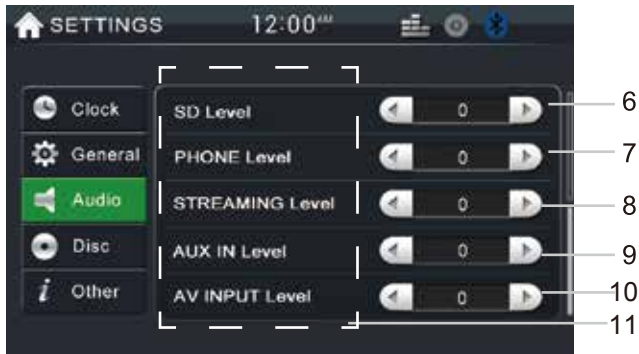 SETTINGS 12:00AM
Clock
General
Audio
Disc
i Other
SD Level 0 6
PHONE Level 0 7
STREAMING Level 0 8
AUX IN Level 0 9
AV INPUT Level 0 10
11